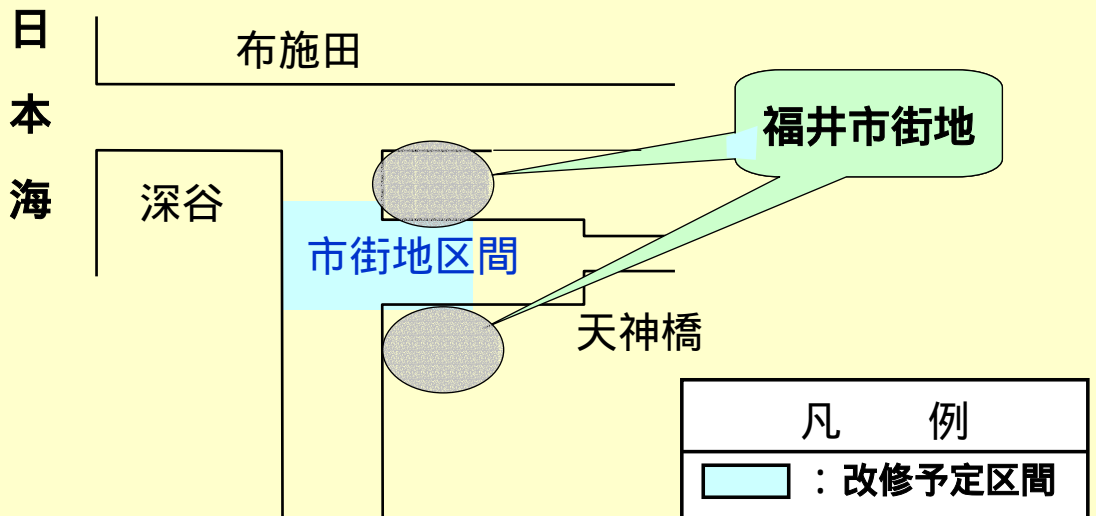 日本海
布施田
福井市街地
深谷
市街地区間
天神橋
凡　例
：改修予定区間